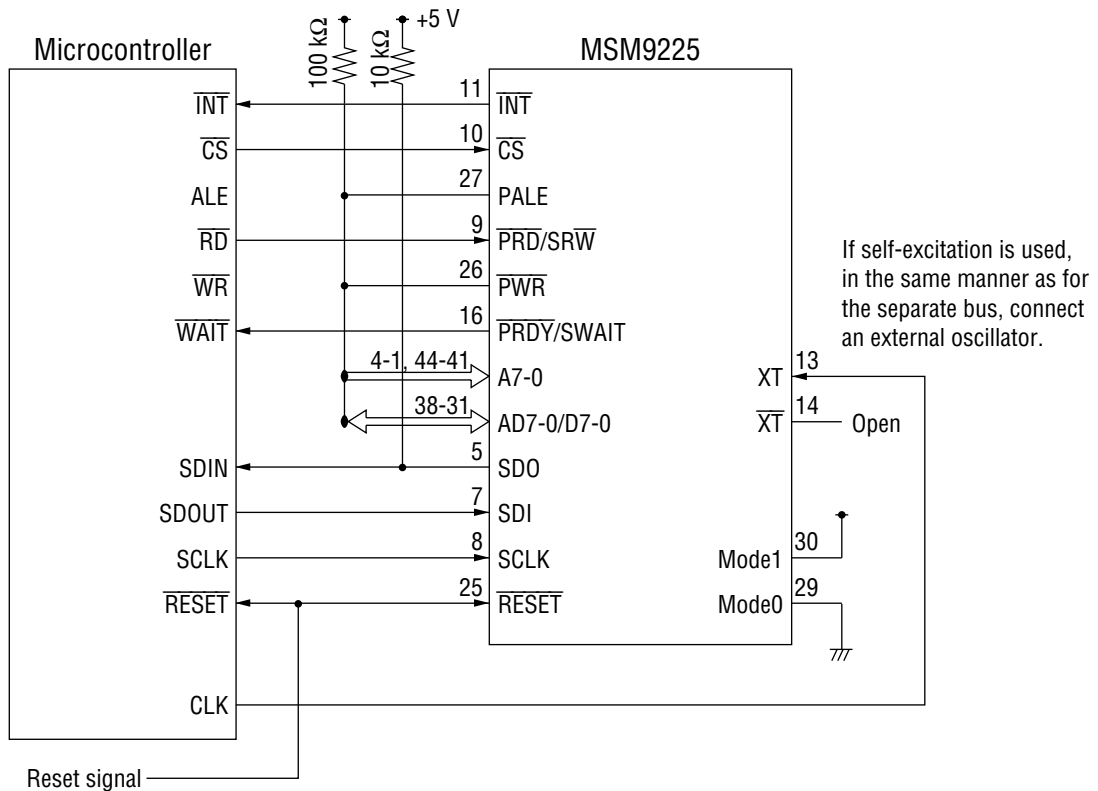 +5 V
100 kΩ
10 kΩ
Microcontroller
MSM9225
INT
11
INT
CS
10
CS
ALE
27
PALE
RD
9
PRD/SRW
WR
26
PWR
WAIT
16
PRDY/SWAIT
4-1, 44-41
A7-0
38-31
AD7-0/D7-0
SDIN
5
SDO
SDOUT
7
SDI
SCLK
8
SCLK
RESET
25
RESET
CLK
Reset signal
If self-excitation is used,
in the same manner as for
the separate bus, connect
an external oscillator.
XT
13
XT
14
Open
Mode1
30
Mode0
29